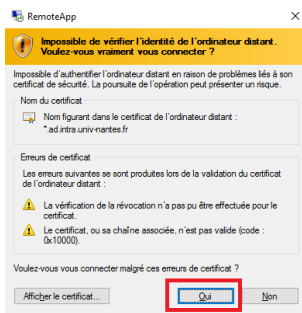 RemoteApp
Impossible de vérifier l'identité de l'ordinateur distant.
Voulez-vous vraiment vous connecter ?
Impossible d'authentifier l'ordinateur distant en raison de problèmes liés à son
certificat de sécurité. La poursuite de l'opération peut présenter un risque.
Nom du certificat
Nom figurant dans le certificat de l'ordinateur distant :
*.ad.intra.univ-nantes.fr
Erreurs de certificat
Les erreurs suivantes se sont produites lors de la validation du certificat
de l'ordinateur distant :
La vérification de la révocation n'a pas pu être effectuée pour le
certificat.
Le certificat, ou sa chaîne associée, n'est pas valide (code :
0x10000).
Voulez-vous vous connecter malgré ces erreurs de certificat ?
Afficher le certificat... Oui Non